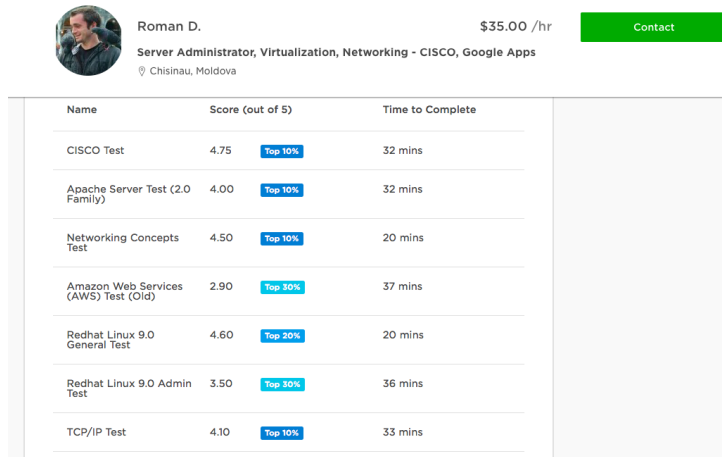 Roman D.
$35.00 /hr
Contact
Server Administrator, Virtualization, Networking - CISCO, Google Apps
Chisinau, Moldova
Name Score (out of 5) Time to Complete
CISCO Test 4.75 Top 10% 32 mins
Apache Server Test (2.0 4.00 Top 10% 32 mins
Family)
Networking Concepts 4.50 Top 10% 20 mins
Test
Amazon Web Services 2.90 Top 30% 37 mins
(AWS) Test (Old)
Redhat Linux 9.0 4.60 Top 20% 20 mins
General Test
Redhat Linux 9.0 Admin 3.50 Top 30% 36 mins
Test
TCP/IP Test 4.10 Top 10% 33 mins